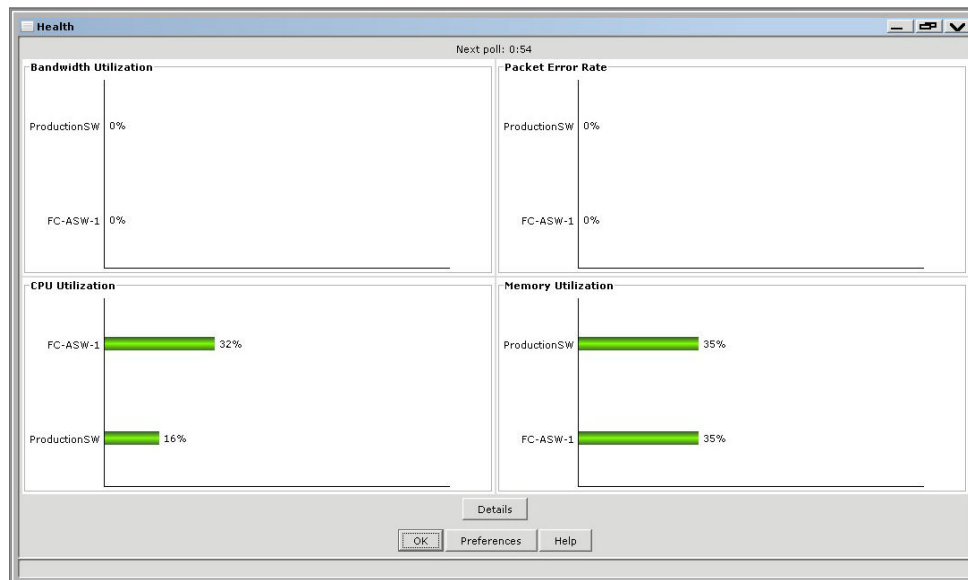 Health
Next poll: 0:54
Bandwidth Utilization
ProductionSW 0%
FC-ASW-1 0%
Packet Error Rate
ProductionSW 0%
FC-ASW-1 0%
CPU Utilization
FC-ASW-1 32%
ProductionSW 16%
Memory Utilization
ProductionSW 35%
FC-ASW-1 35%
Details
OK Preferences Help